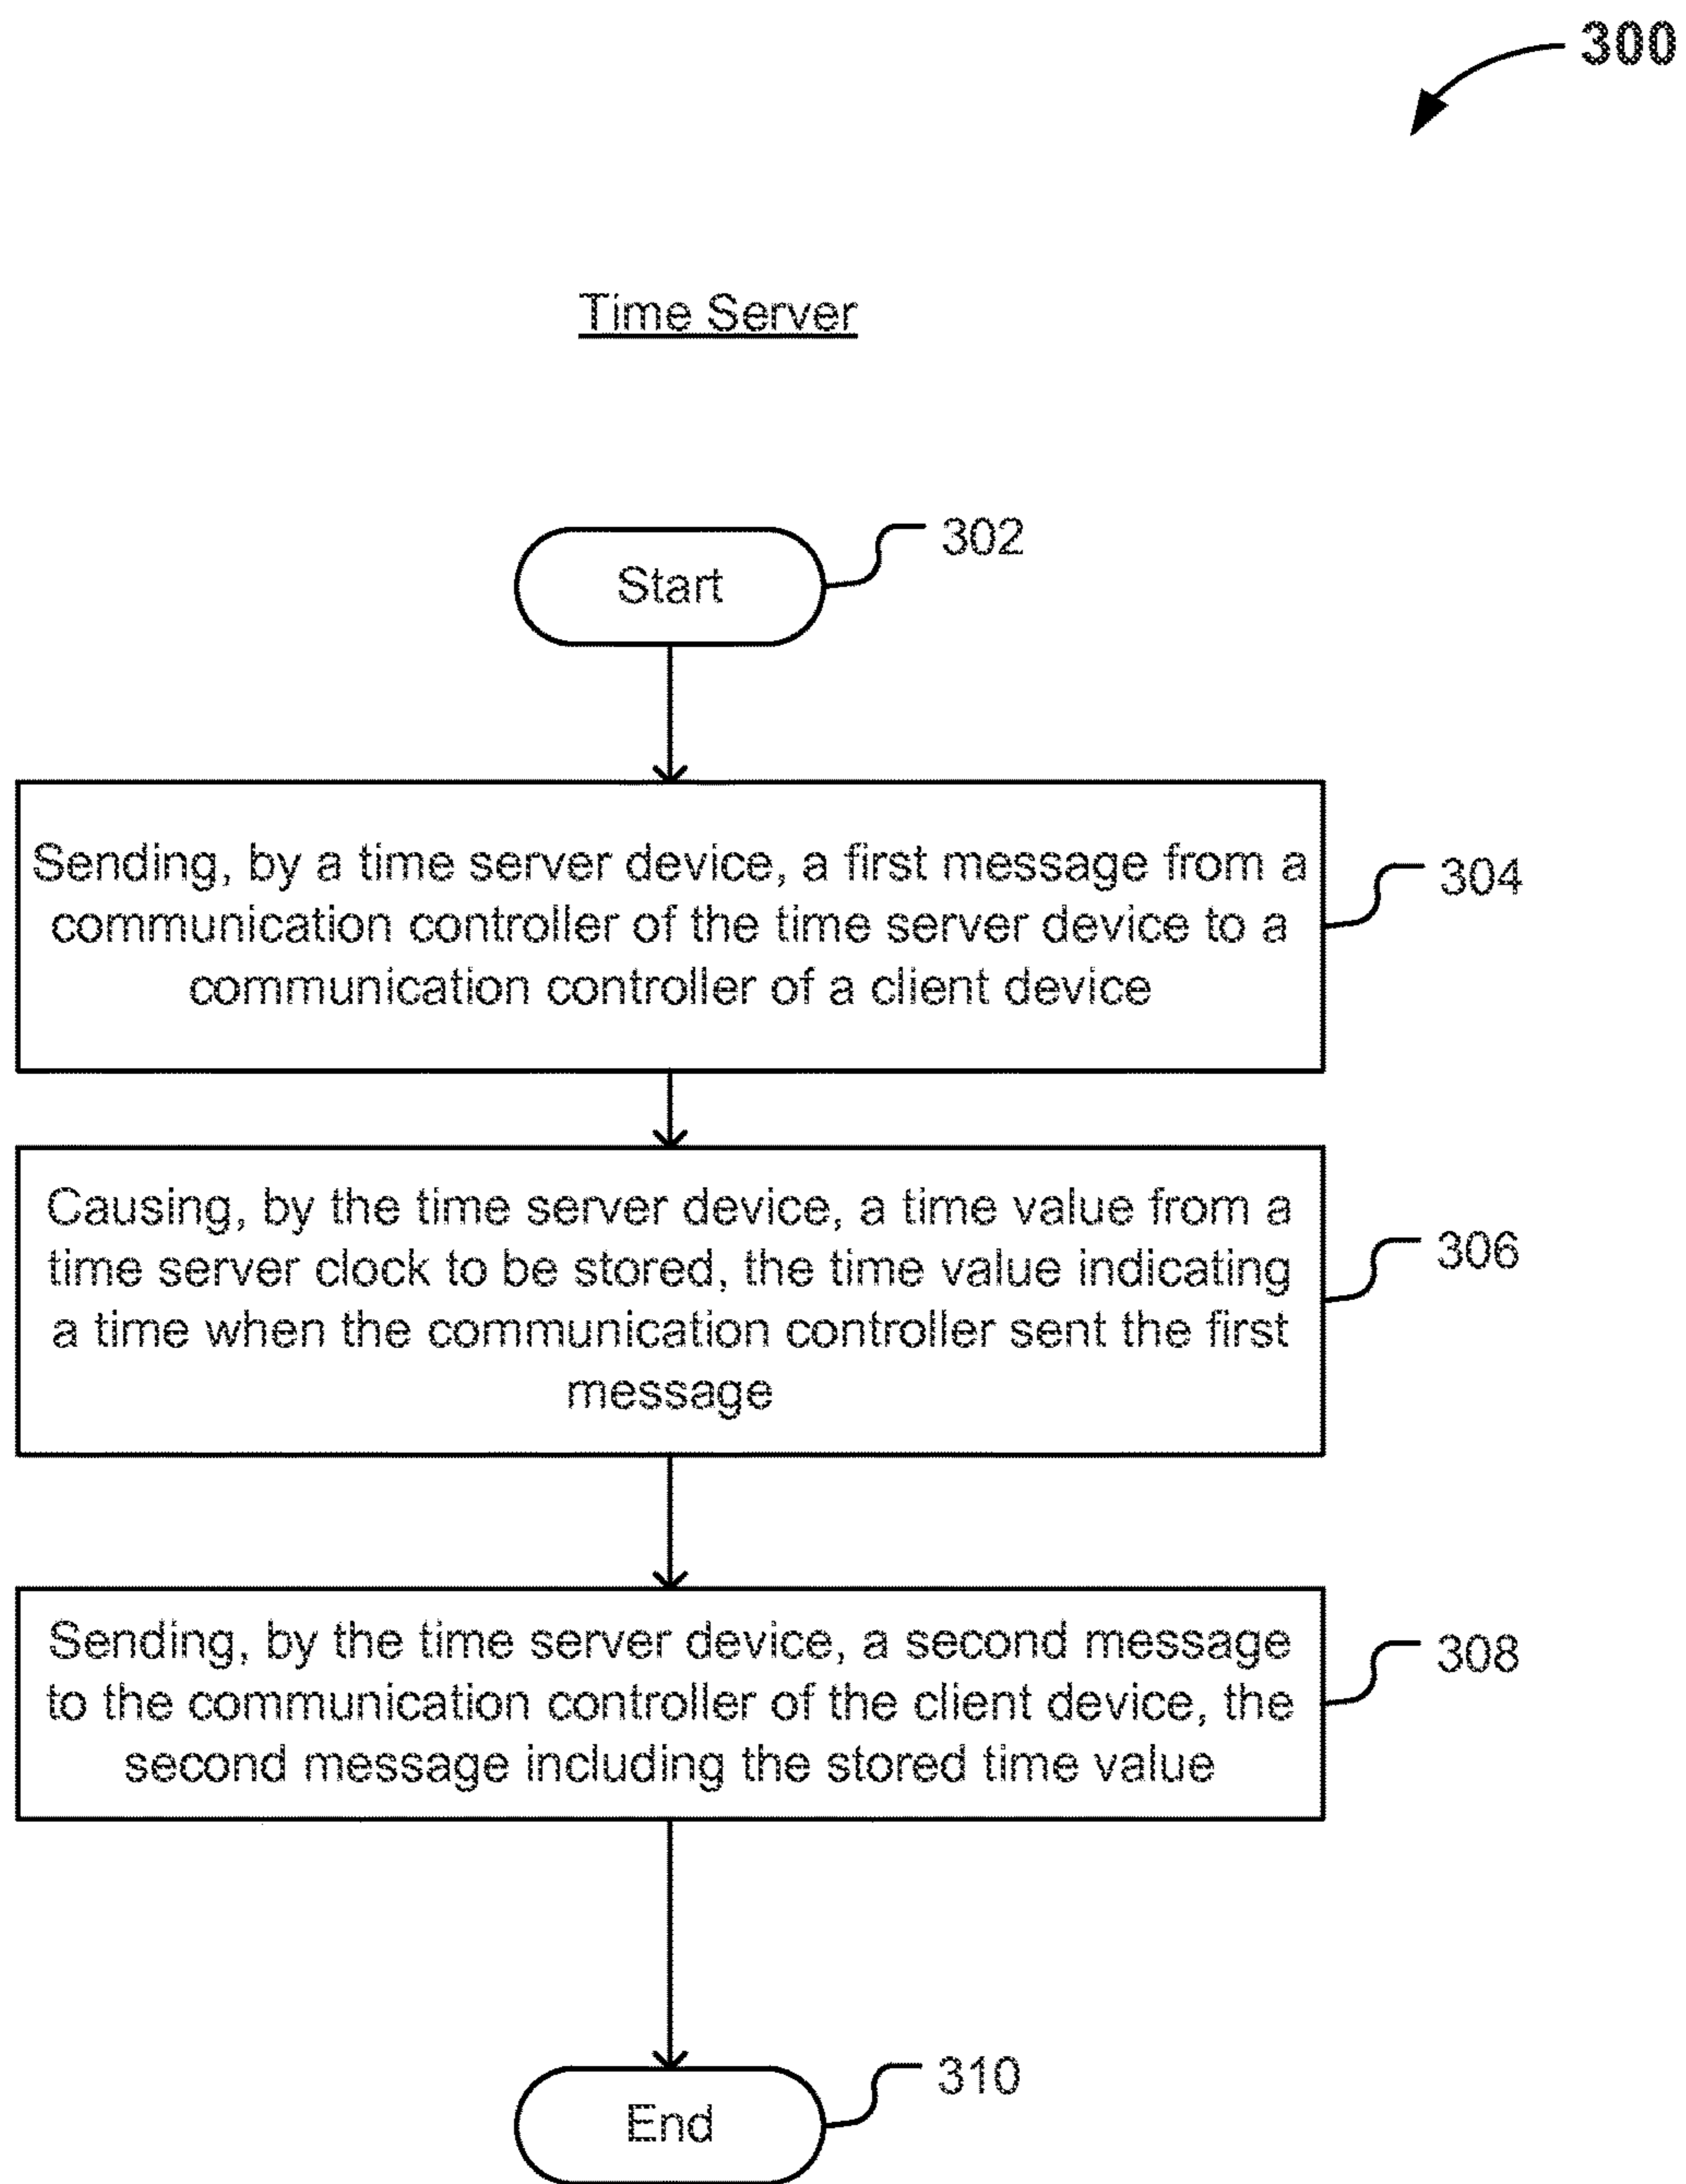 300
Time Server
Start
302
Sending, by a time server device, a first message from a
communication controller of the time server device to a
communication controller of a client device
304
Causing, by the time server device, a time value from a
time server clock to be stored, the time value indicating
a time when the communication controller sent the first
message
306
Sending, by the time server device, a second message
to the communication controller of the client device, the
second message including the stored time value
308
End
310